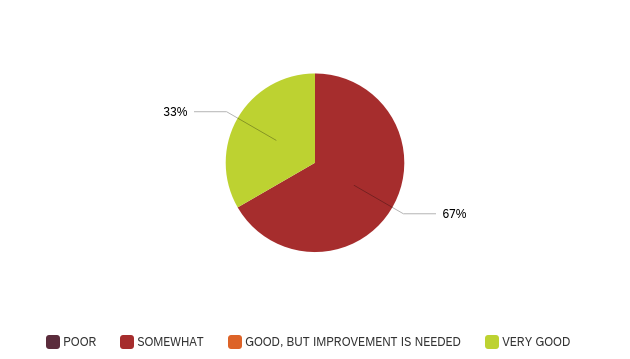 33%
67%
POOR SOMEWHAT GOOD, BUT IMPROVEMENT IS NEEDED VERY GOOD